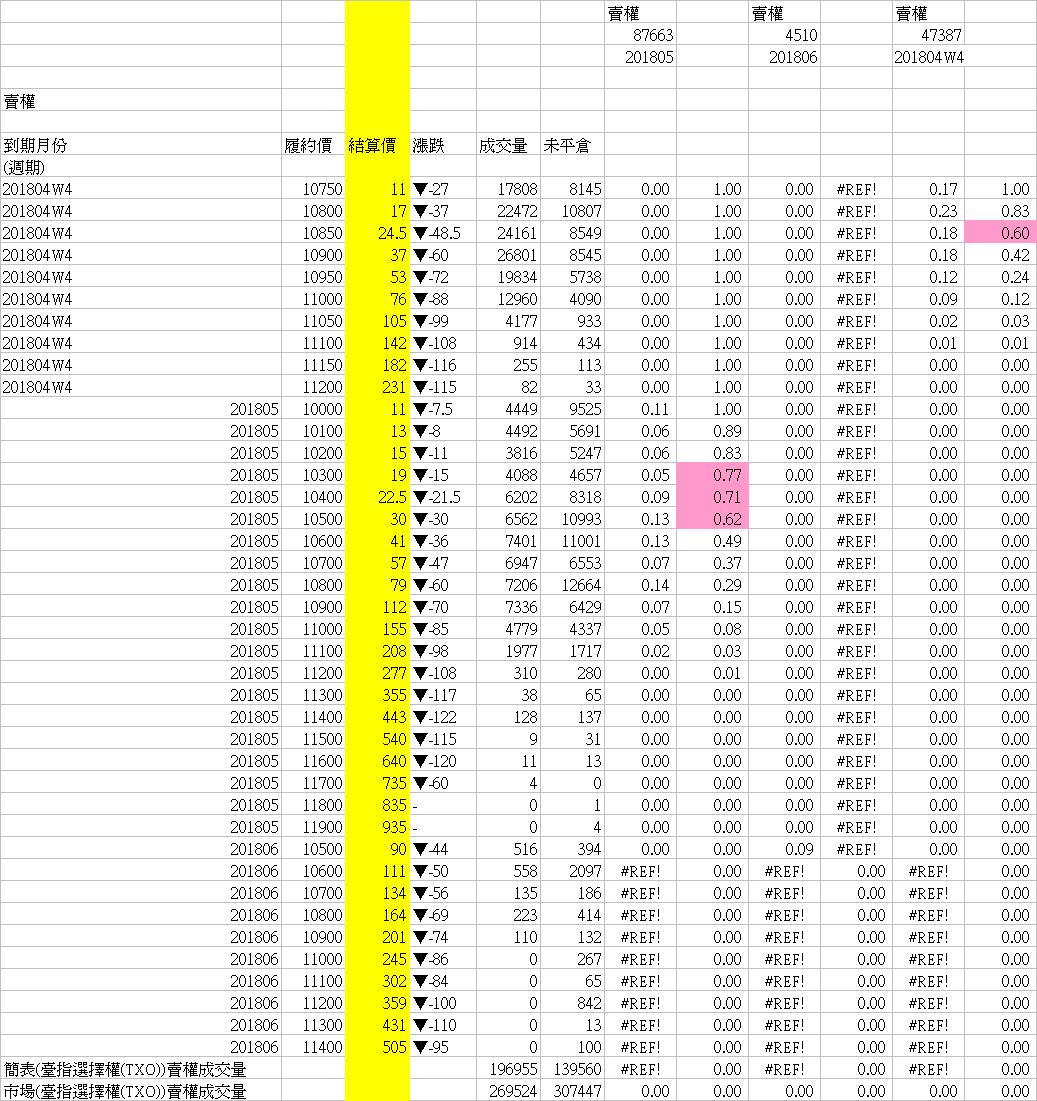 賣權 賣權 賣權
87663 4510 47387
201805 201806 201804W4
賣權
到期月份 履約價 結算價 漲跌 成交量 未平倉
(週期)
201804W4 10750 11 ▼-27 17808 8145 0.00 1.00 0.00 #REF! 0.17 1.00
201804W4 10800 17 ▼-37 22472 10807 0.00 1.00 0.00 #REF! 0.23 0.83
201804W4 10850 24.5 ▼-48.5 24161 8549 0.00 1.00 0.00 #REF! 0.18 0.60
201804W4 10900 37 ▼-60 26801 8545 0.00 1.00 0.00 #REF! 0.18 0.42
201804W4 10950 53 ▼-72 19834 5738 0.00 1.00 0.00 #REF! 0.12 0.24
201804W4 11000 76 ▼-88 12960 4090 0.00 1.00 0.00 #REF! 0.09 0.12
201804W4 11050 105 ▼-99 4177 933 0.00 1.00 0.00 #REF! 0.02 0.03
201804W4 11100 142 ▼-108 914 434 0.00 1.00 0.00 #REF! 0.01 0.01
201804W4 11150 182 ▼-116 255 113 0.00 1.00 0.00 #REF! 0.00 0.00
201804W4 11200 231 ▼-115 82 33 0.00 1.00 0.00 #REF! 0.00 0.00
201805 10000 11 ▼-7.5 4449 9525 0.11 1.00 0.00 #REF! 0.00 0.00
201805 10100 13 ▼-8 4492 5691 0.06 0.89 0.00 #REF! 0.00 0.00
201805 10200 15 ▼-11 3816 5247 0.06 0.83 0.00 #REF! 0.00 0.00
201805 10300 19 ▼-15 4088 4657 0.05 0.77 0.00 #REF! 0.00 0.00
201805 10400 22.5 ▼-21.5 6202 8318 0.09 0.71 0.00 #REF! 0.00 0.00
201805 10500 30 ▼-30 6562 10993 0.13 0.62 0.00 #REF! 0.00 0.00
201805 10600 41 ▼-36 7401 11001 0.13 0.49 0.00 #REF! 0.00 0.00
201805 10700 57 ▼-47 6947 6553 0.07 0.37 0.00 #REF! 0.00 0.00
201805 10800 79 ▼-60 7206 12664 0.14 0.29 0.00 #REF! 0.00 0.00
201805 10900 112 ▼-70 7336 6429 0.07 0.15 0.00 #REF! 0.00 0.00
201805 11000 155 ▼-85 4779 4337 0.05 0.08 0.00 #REF! 0.00 0.00
201805 11100 208 ▼-98 1977 1717 0.02 0.03 0.00 #REF! 0.00 0.00
201805 11200 277 ▼-108 310 280 0.00 0.01 0.00 #REF! 0.00 0.00
201805 11300 355 ▼-117 38 65 0.00 0.00 0.00 #REF! 0.00 0.00
201805 11400 443 ▼-122 128 137 0.00 0.00 0.00 #REF! 0.00 0.00
201805 11500 540 ▼-115 9 31 0.00 0.00 0.00 #REF! 0.00 0.00
201805 11600 640 ▼-120 11 13 0.00 0.00 0.00 #REF! 0.00 0.00
201805 11700 735 ▼-60 4 0 0.00 0.00 0.00 #REF! 0.00 0.00
201805 11800 835 - 0 1 0.00 0.00 0.00 #REF! 0.00 0.00
201805 11900 935 - 0 4 0.00 0.00 0.00 #REF! 0.00 0.00
201806 10500 90 ▼-44 516 394 0.00 0.00 0.09 #REF! 0.00 0.00
201806 10600 111 ▼-50 558 2097 #REF! 0.00 #REF! 0.00 #REF! 0.00
201806 10700 134 ▼-56 135 186 #REF! 0.00 #REF! 0.00 #REF! 0.00
201806 10800 164 ▼-69 223 414 #REF! 0.00 #REF! 0.00 #REF! 0.00
201806 10900 201 ▼-74 110 132 #REF! 0.00 #REF! 0.00 #REF! 0.00
201806 11000 245 ▼-86 0 267 #REF! 0.00 #REF! 0.00 #REF! 0.00
201806 11100 302 ▼-84 0 65 #REF! 0.00 #REF! 0.00 #REF! 0.00
201806 11200 359 ▼-100 0 842 #REF! 0.00 #REF! 0.00 #REF! 0.00
201806 11300 431 ▼-110 0 13 #REF! 0.00 #REF! 0.00 #REF! 0.00
201806 11400 505 ▼-95 0 100 #REF! 0.00 #REF! 0.00 #REF! 0.00
簡表(臺指選擇權(TXO))賣權成交量 196955 139560 #REF! 0.00 #REF! 0.00 #REF! 0.00
市場(臺指選擇權(TXO))賣權成交量 269524 307447 0.00 0.00 0.00 0.00 0.00 0.00